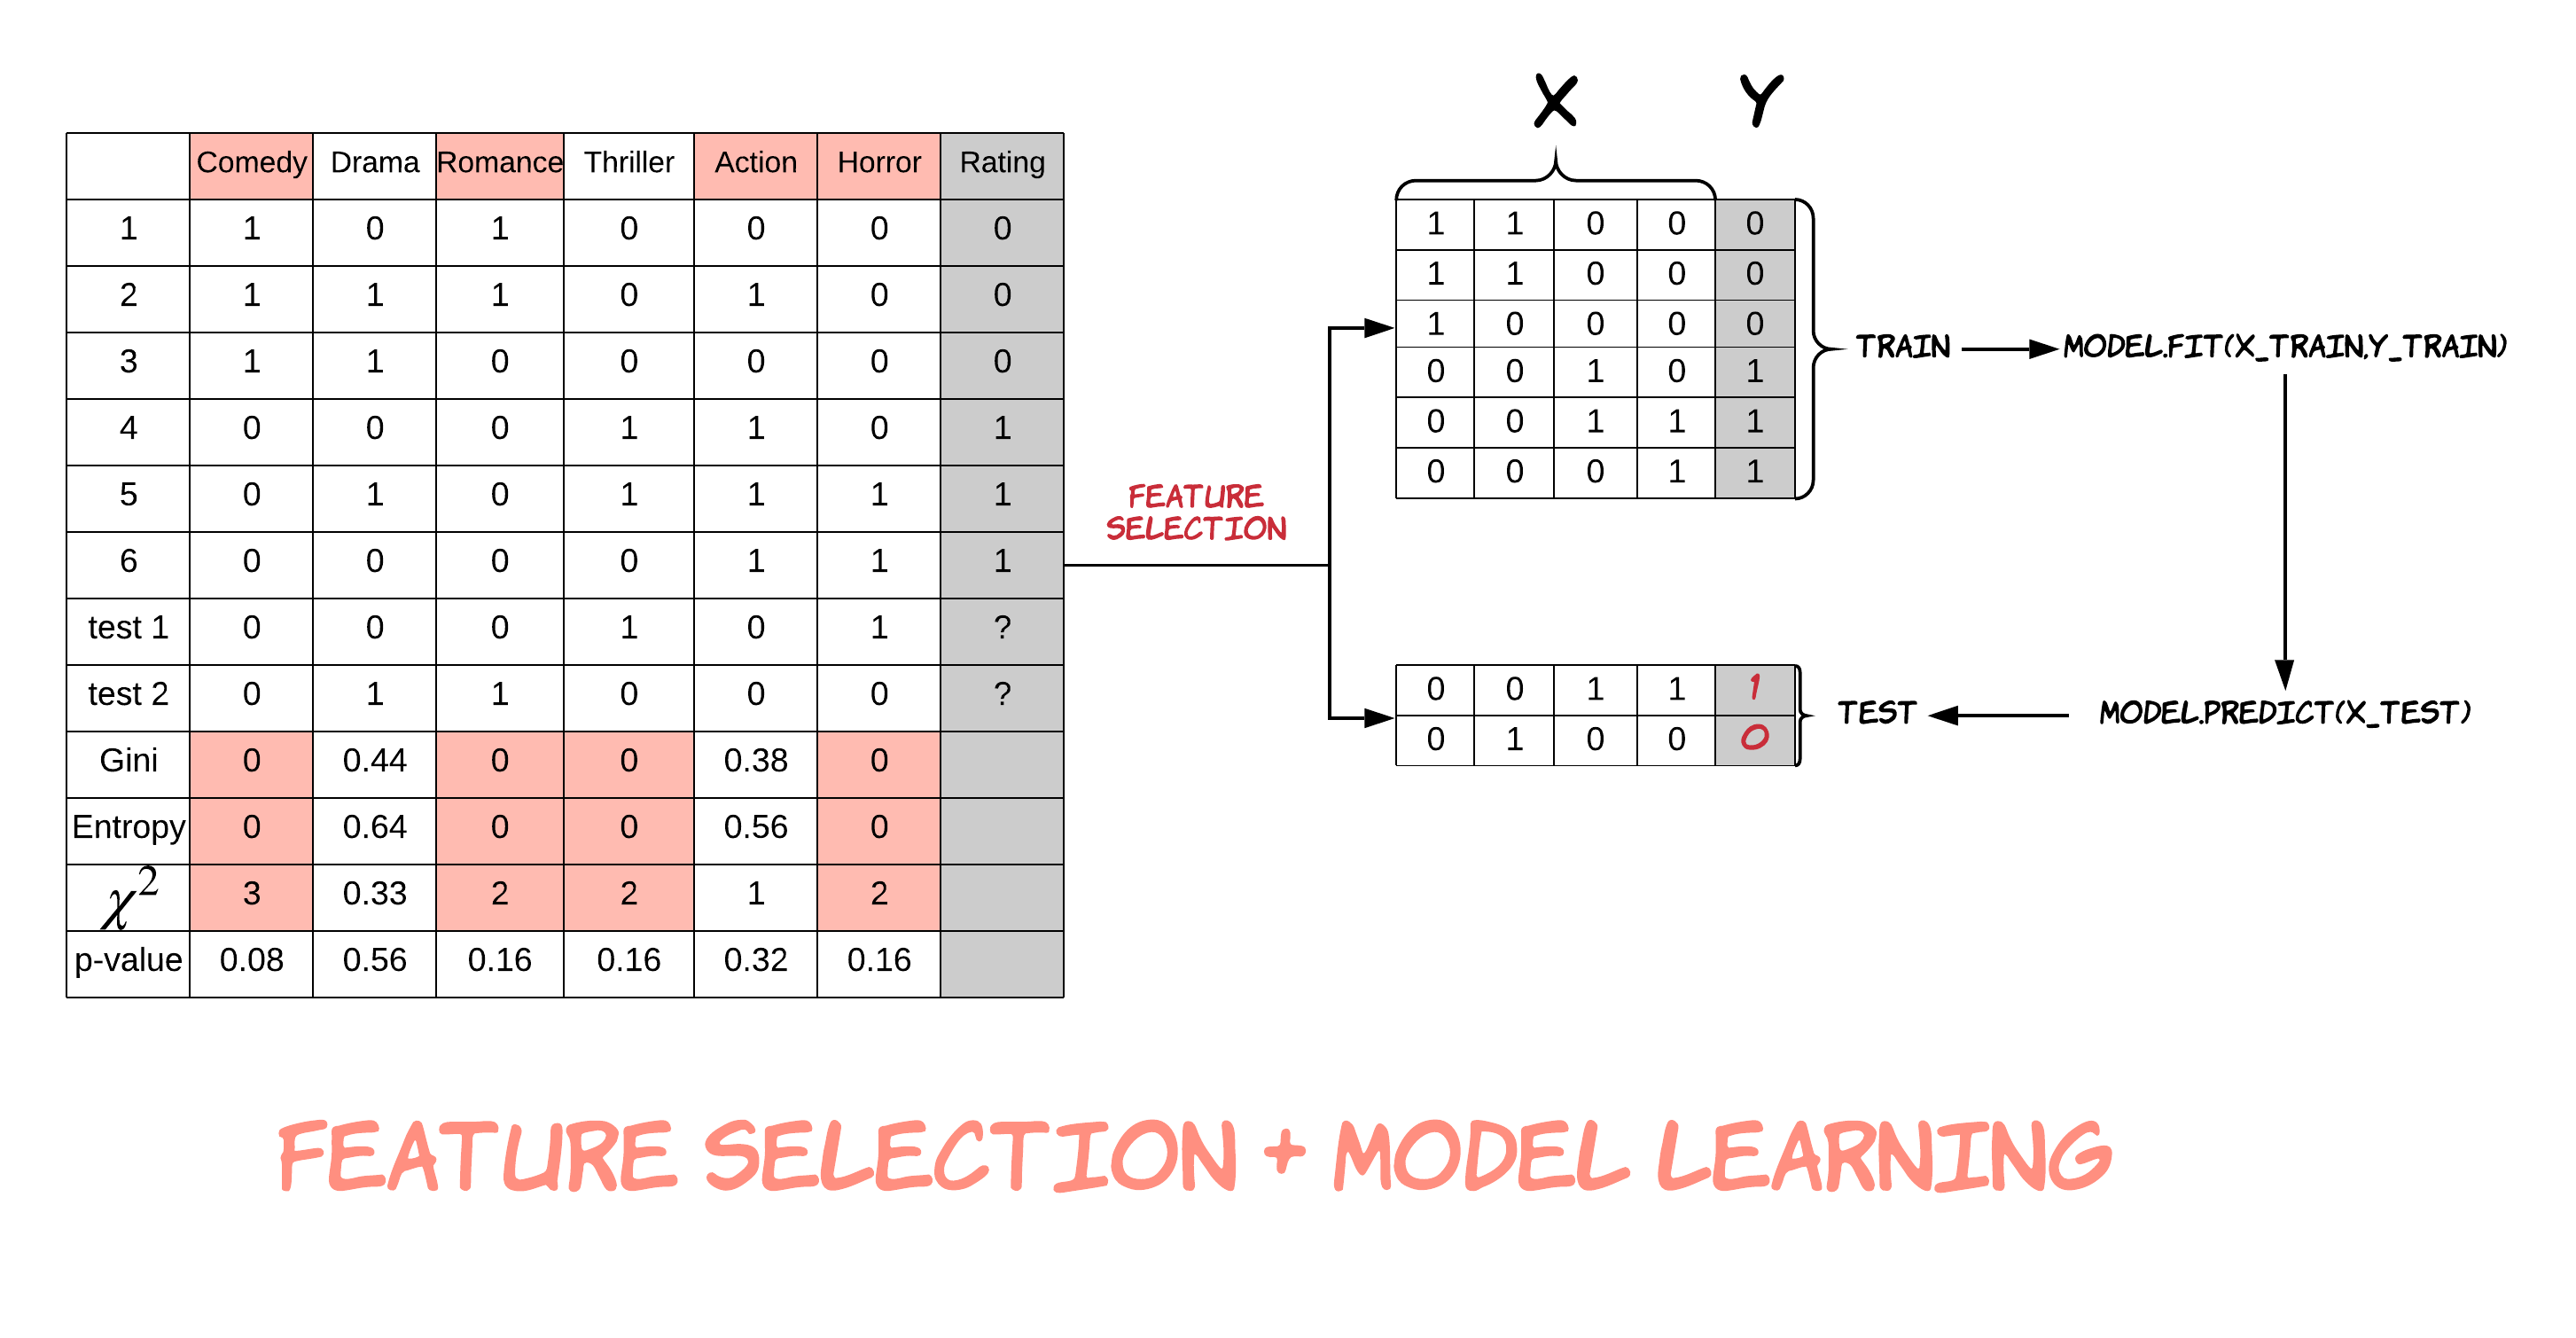 Comedy Drama Romance Thriller Action Horror Rating
1 1 0 1 0 0 0 0
2 1 1 1 0 1 0 0
3 1 1 0 0 0 0 0
4 0 0 0 1 1 0 1
5 0 1 0 1 1 1 1
6 0 0 0 0 1 1 1
test 1 0 0 0 1 0 1 ?
test 2 0 1 1 0 0 0 ?
Gini 0 0.44 0 0 0.38 0
Entropy 0 0.64 0 0 0.56 0
χ² 3 0.33 2 2 1 2
p-value 0.08 0.56 0.16 0.16 0.32 0.16
FEATURE
SELECTION
X Y
1 1 0 0 0
1 1 0 0 0
1 0 0 0 0
0 0 1 0 1
0 0 1 1 1
0 0 0 1 1
TRAIN
MODEL.FIT(X_TRAIN,Y_TRAIN)
0 0 1 1 1
0 1 0 0 0
TEST
MODEL.PREDICT(X_TEST)
FEATURE SELECTION + MODEL LEARNING